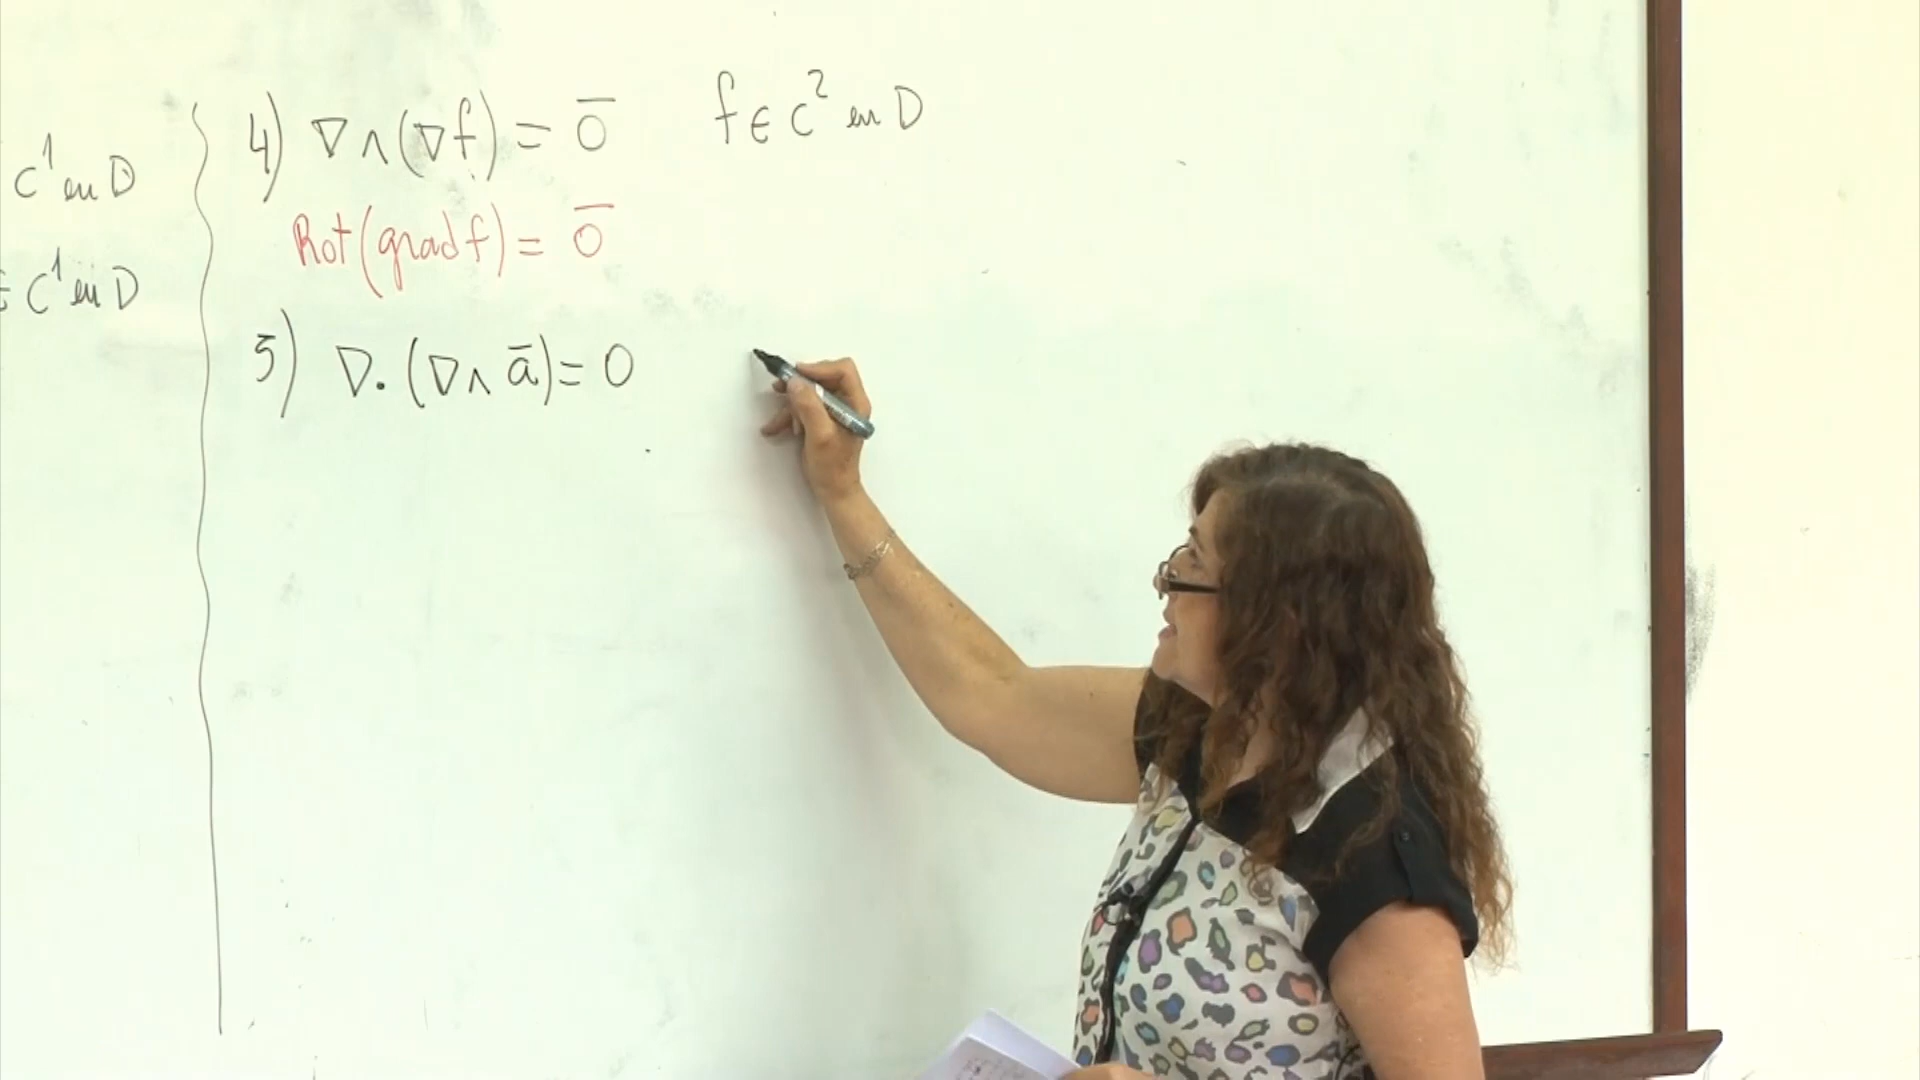 C¹ en D
∈ C¹ en D
4) ∇∧(∇f) = 0̅ f ∈ C² en D
Rot(grad f) = 0̅
5) ∇·(∇∧a̅) = 0